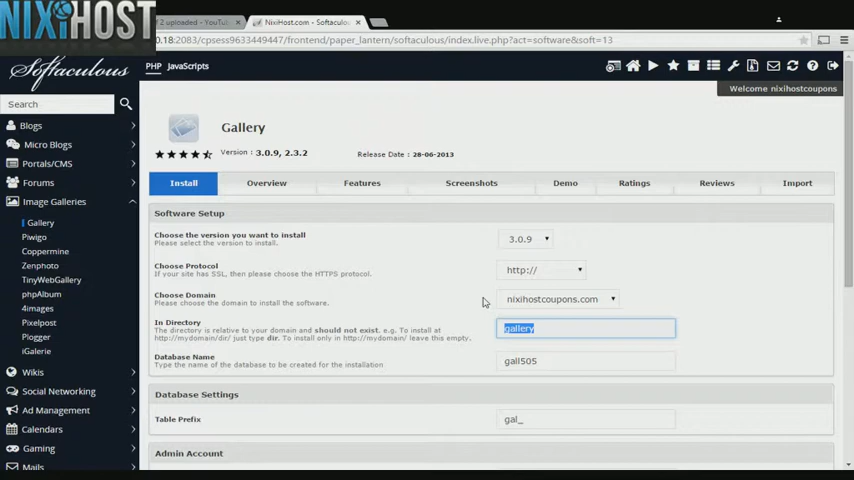 NIXIHOST
2 uploaded - YouTu
NixiHost.com - Softaculous
.18:2083/cpsess9633449447/frontend/paper_lantern/softaculous/index.live.php?act=software&soft=13
Softaculous
PHP JavaScripts
Welcome nixihostcoupons
Search
Blogs
Micro Blogs
Portals/CMS
Forums
Image Galleries
Gallery
Piwigo
Coppermine
Zenphoto
TinyWebGallery
phpAlbum
4images
Pixelpost
Plogger
iGalerie
Wikis
Social Networking
Ad Management
Calendars
Gaming
Mails
Gallery
Version : 3.0.9, 2.3.2 Release Date : 28-06-2013
Install Overview Features Screenshots Demo Ratings Reviews Import
Software Setup
Choose the version you want to install
Please select the version to install.
3.0.9
Choose Protocol
If your site has SSL, then please choose the HTTPS protocol.
http://
Choose Domain
Please choose the domain to install the software.
nixihostcoupons.com
In Directory
The directory is relative to your domain and should not exist. e.g. To install at
http://mydomain/dir/ just type dir. To install only in http://mydomain/ leave this empty.
gallery
Database Name
Type the name of the database to be created for the installation
gall505
Database Settings
Table Prefix
gal_
Admin Account